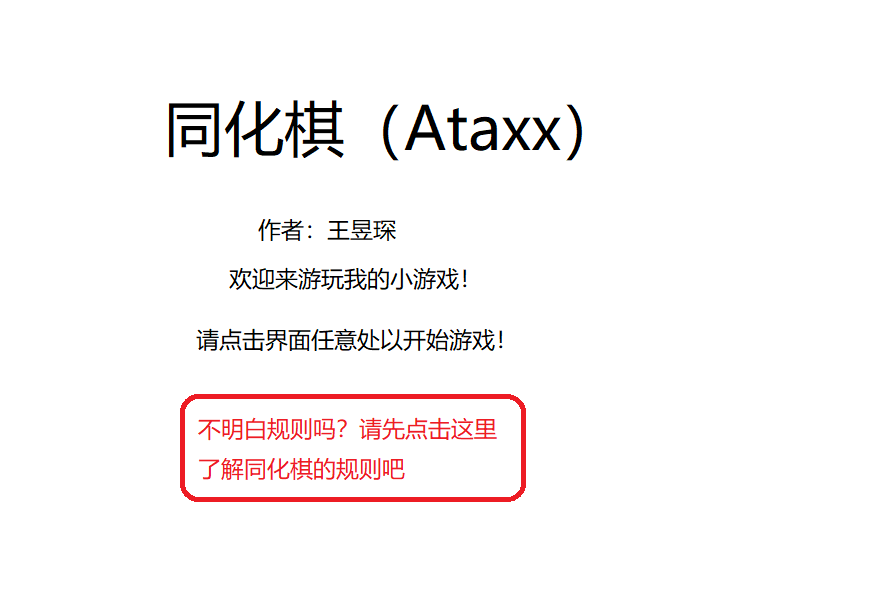 同化棋（Ataxx）
作者：王昱琛
欢迎来游玩我的小游戏！
请点击界面任意处以开始游戏！
不明白规则吗？请先点击这里
了解同化棋的规则吧